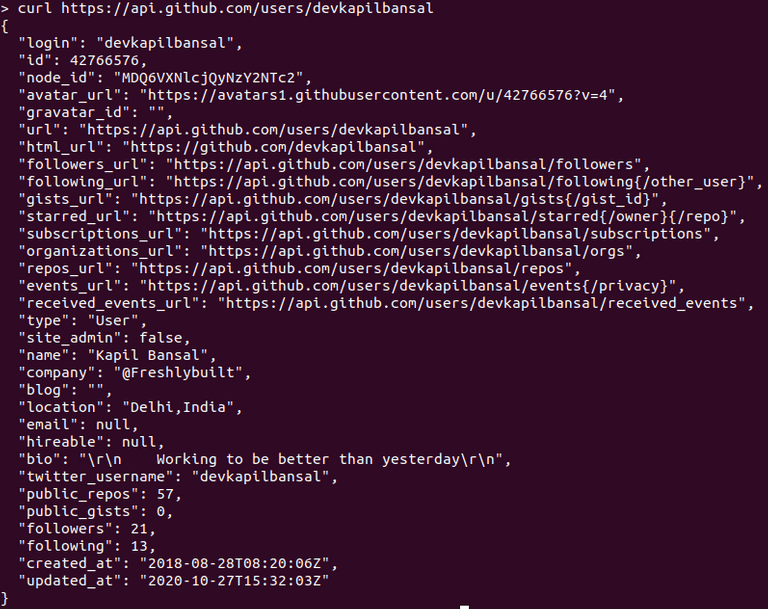 > curl https://api.github.com/users/devkapilbansal
{
  "login": "devkapilbansal",
  "id": 42766576,
  "node_id": "MDQ6VXNlcjQyNzY2NTc2",
  "avatar_url": "https://avatars1.githubusercontent.com/u/42766576?v=4",
  "gravatar_id": "",
  "url": "https://api.github.com/users/devkapilbansal",
  "html_url": "https://github.com/devkapilbansal",
  "followers_url": "https://api.github.com/users/devkapilbansal/followers",
  "following_url": "https://api.github.com/users/devkapilbansal/following{/other_user}",
  "gists_url": "https://api.github.com/users/devkapilbansal/gists{/gist_id}",
  "starred_url": "https://api.github.com/users/devkapilbansal/starred{/owner}{/repo}",
  "subscriptions_url": "https://api.github.com/users/devkapilbansal/subscriptions",
  "organizations_url": "https://api.github.com/users/devkapilbansal/orgs",
  "repos_url": "https://api.github.com/users/devkapilbansal/repos",
  "events_url": "https://api.github.com/users/devkapilbansal/events{/privacy}",
  "received_events_url": "https://api.github.com/users/devkapilbansal/received_events",
  "type": "User",
  "site_admin": false,
  "name": "Kapil Bansal",
  "company": "@Freshlybuilt",
  "blog": "",
  "location": "Delhi,India",
  "email": null,
  "hireable": null,
  "bio": "\r\n    Working to be better than yesterday\r\n",
  "twitter_username": "devkapilbansal",
  "public_repos": 57,
  "public_gists": 0,
  "followers": 21,
  "following": 13,
  "created_at": "2018-08-28T08:20:06Z",
  "updated_at": "2020-10-27T15:32:03Z"
}